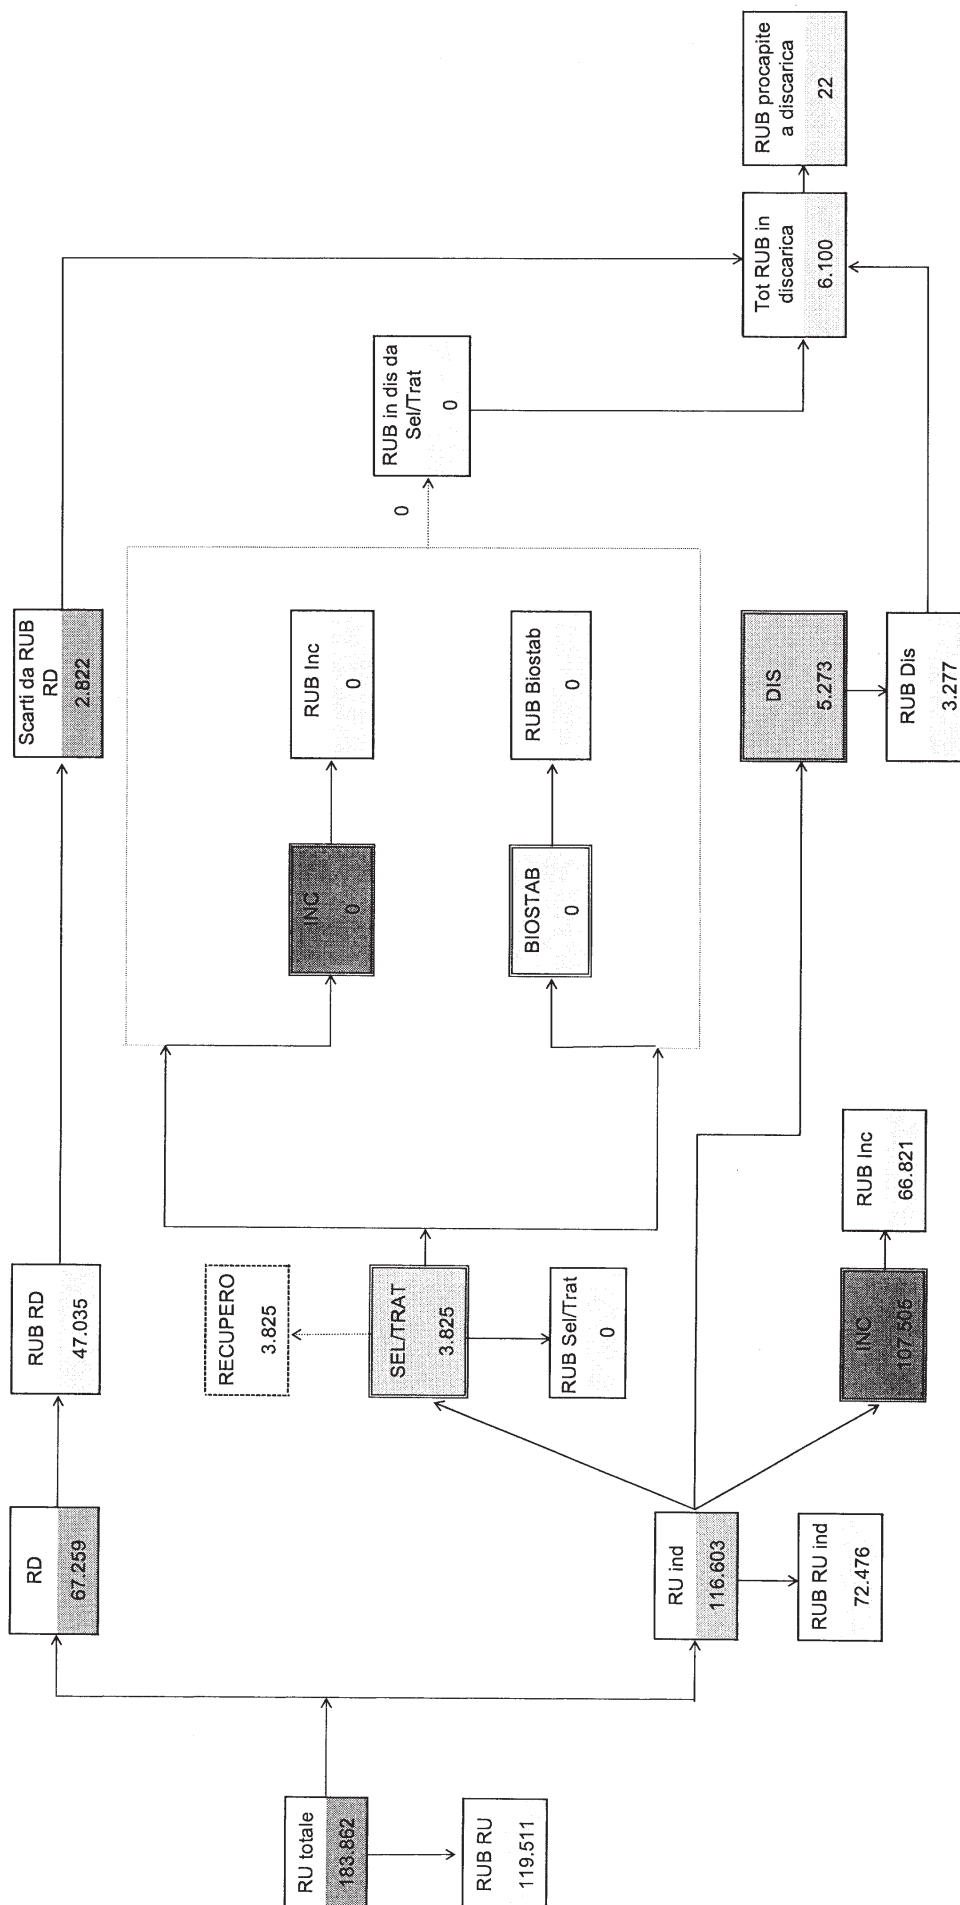 RU totale
183.862
RUB RU
119.511
RD
67.259
RU ind
116.603
RUB RU ind
72.476
RUB RD
47.035
RECUPERO
3.825
SEL/TRAT
3.825
RUB Sel/Trat
0
INC
107.505
RUB Inc
66.821
INC
0
BIOSTAB
0
Scarti da RUB
RD
2.822
RUB Inc
0
RUB Biostab
0
DIS
5.273
RUB Dis
3.277
0
RUB in dis da
Sel/Trat
0
Tot RUB in
discarica
6.100
RUB procapite
a discarica
22